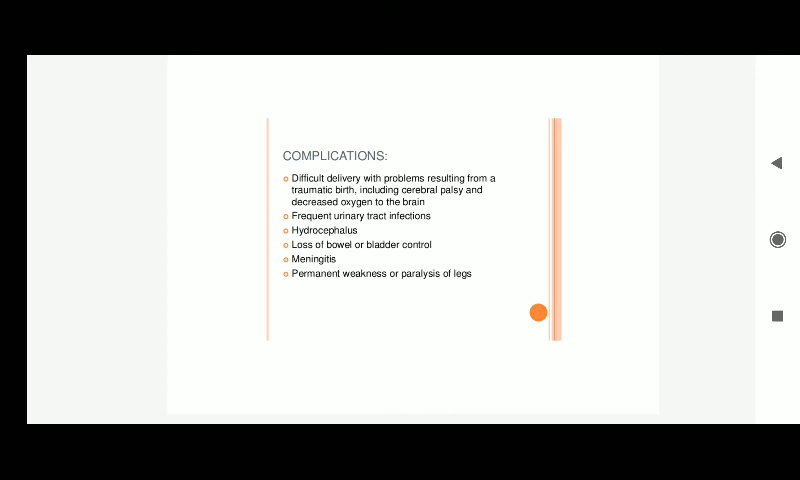 COMPLICATIONS:
Difficult delivery with problems resulting from a
traumatic birth, including cerebral palsy and
decreased oxygen to the brain
Frequent urinary tract infections
Hydrocephalus
Loss of bowel or bladder control
Meningitis
Permanent weakness or paralysis of legs